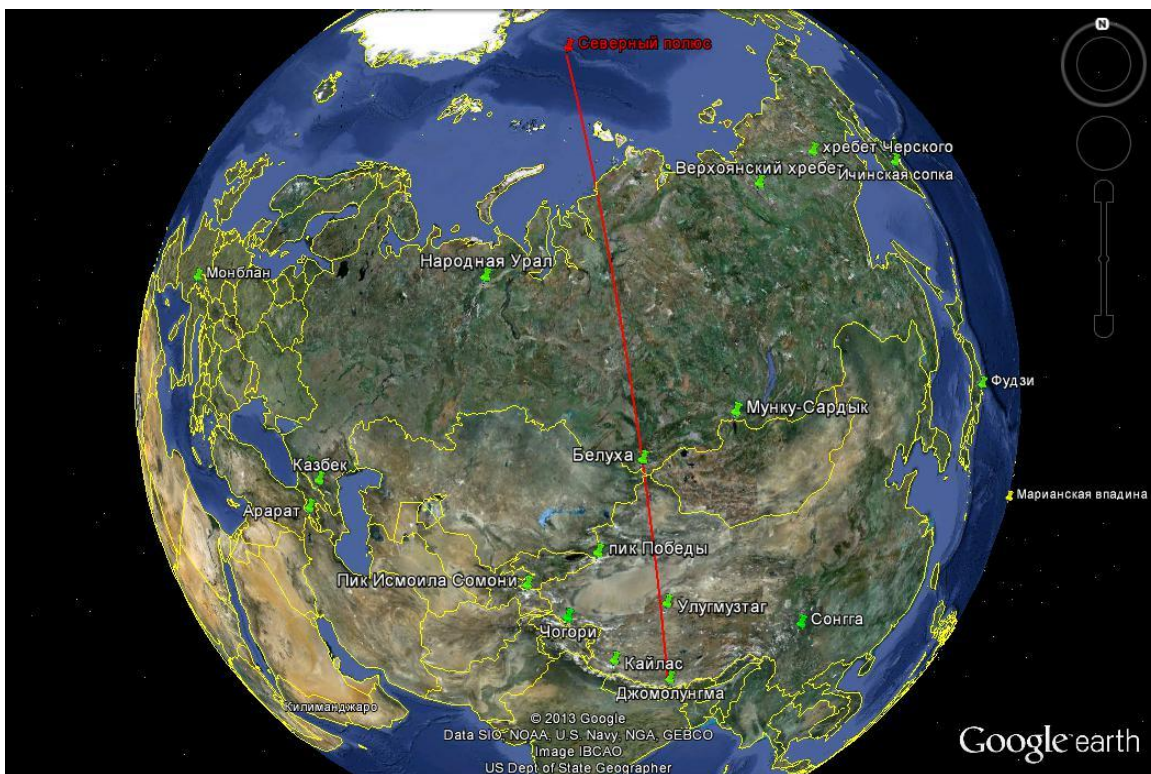 N
Северный полюс
хребет Черского
Верхоянский хребет
Ичинская сопка
Народная Урал
Монблан
Фудзи
Мунку-Сардык
Белуха
Казбек
Марианская впадина
Арарат
пик Победы
Пик Исмоила Сомони
Улугмузтаг
Сонгга
Чогори
Кайлас
Джомолунгма
Килиманджаро
© 2013 Google
Data SIO, NOAA, U.S. Navy, NGA, GEBCO
Image IBCAO
US Dept of State Geographer
Google earth